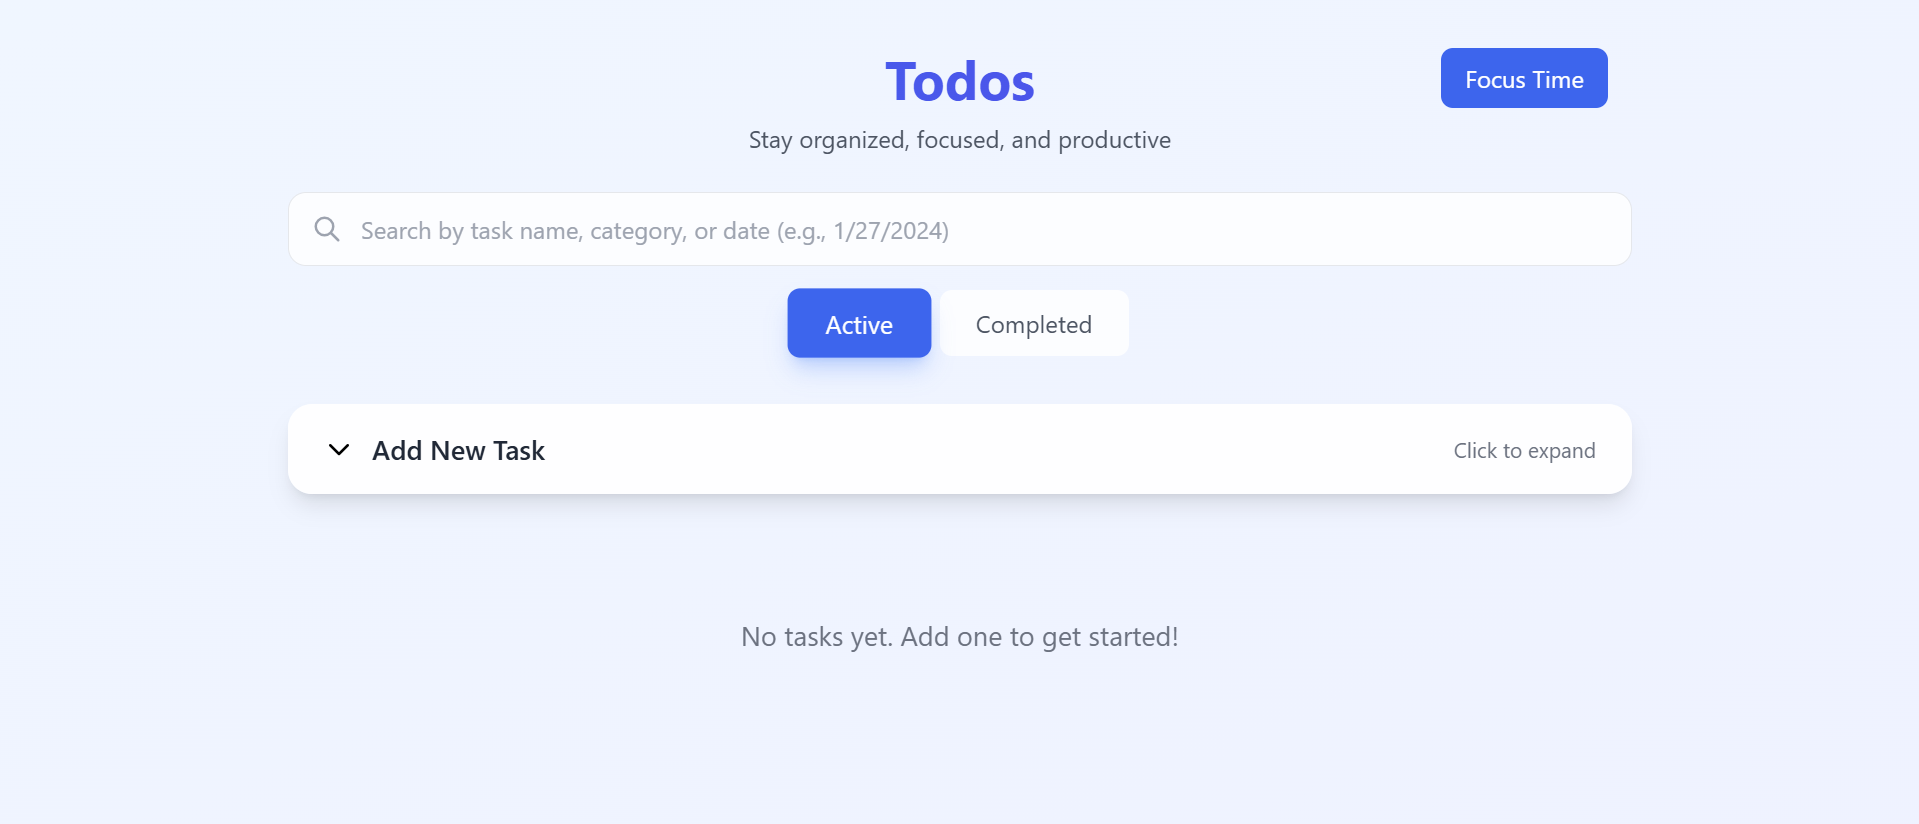 Todos
Focus Time
Stay organized, focused, and productive
Search by task name, category, or date (e.g., 1/27/2024)
Active
Completed
Add New Task
Click to expand
No tasks yet. Add one to get started!